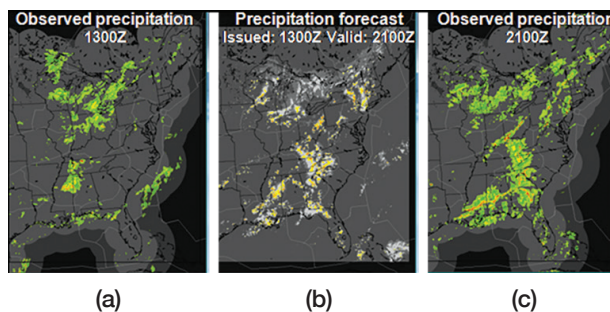 Observed precipitation
1300Z
Precipitation forecast
Issued: 1300Z Valid: 2100Z
Observed precipitation
2100Z
(a)
(b)
(c)